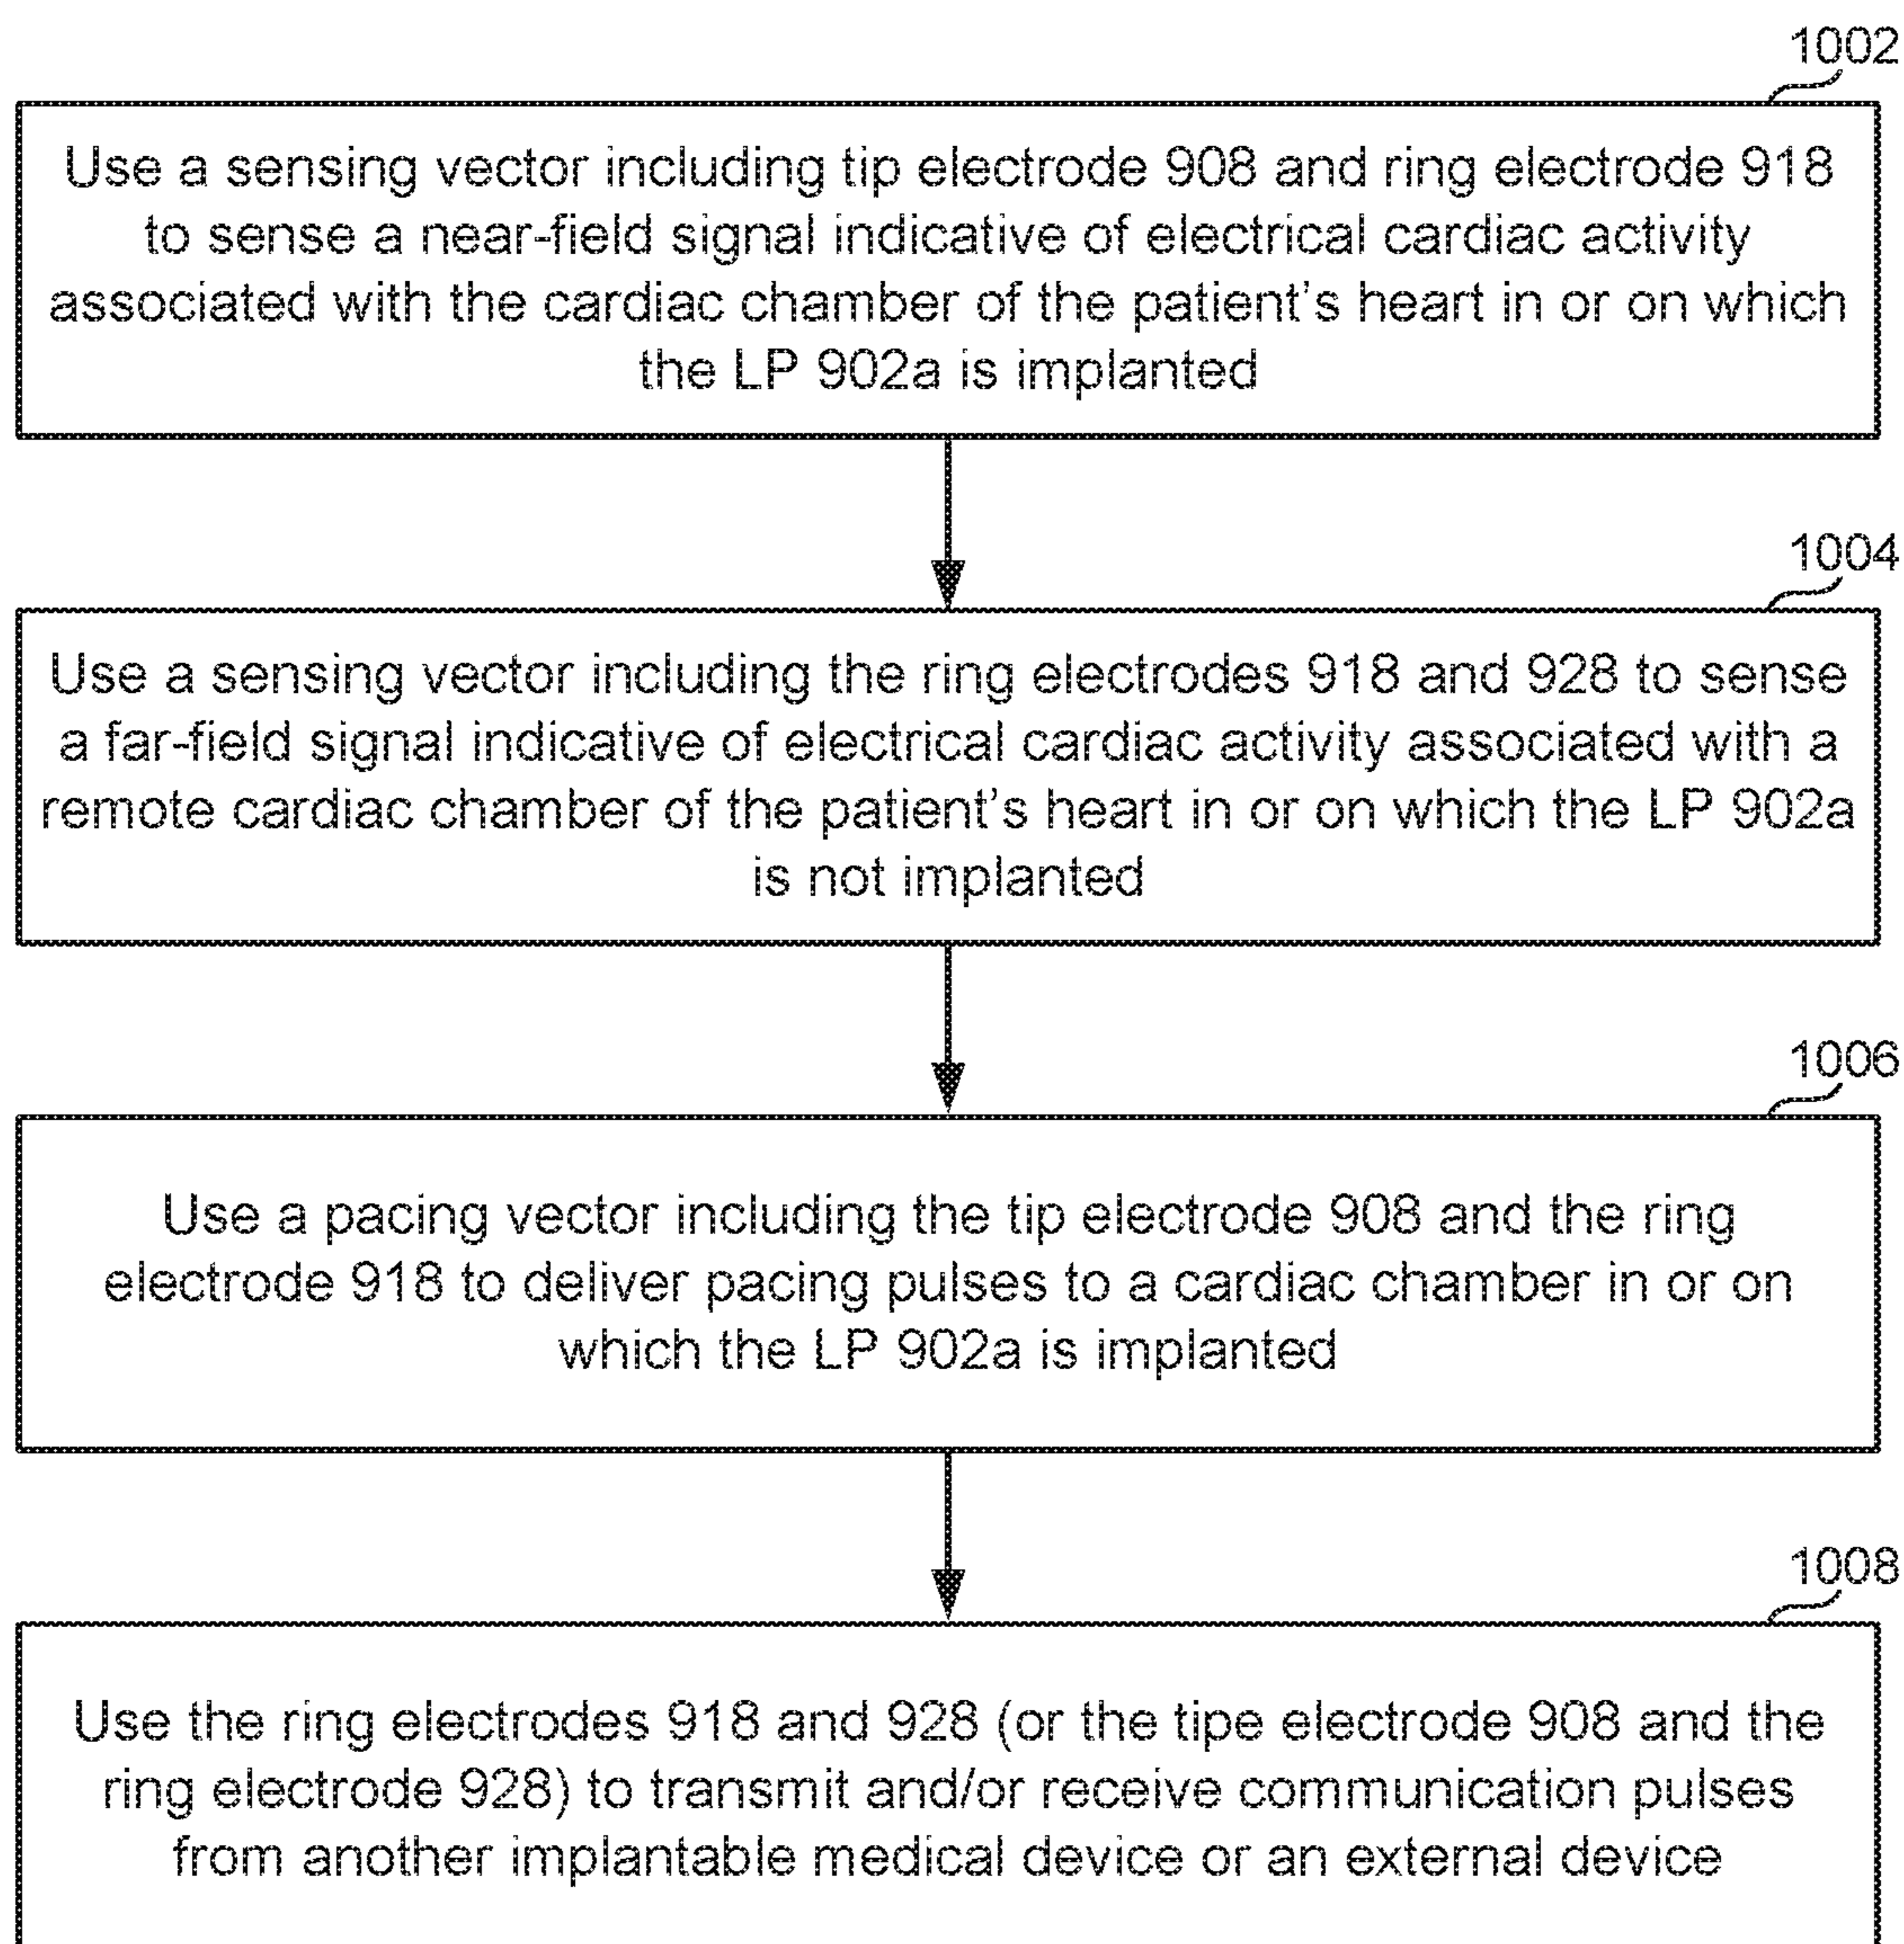 1002
Use a sensing vector including tip electrode 908 and ring electrode 918
to sense a near-field signal indicative of electrical cardiac activity
associated with the cardiac chamber of the patient's heart in or on which
the LP 902a is implanted
1004
Use a sensing vector including the ring electrodes 918 and 928 to sense
a far-field signal indicative of electrical cardiac activity associated with a
remote cardiac chamber of the patient's heart in or on which the LP 902a
is not implanted
1006
Use a pacing vector including the tip electrode 908 and the ring
electrode 918 to deliver pacing pulses to a cardiac chamber in or on
which the LP 902a is implanted
1008
Use the ring electrodes 918 and 928 (or the tipe electrode 908 and the
ring electrode 928) to transmit and/or receive communication pulses
from another implantable medical device or an external device